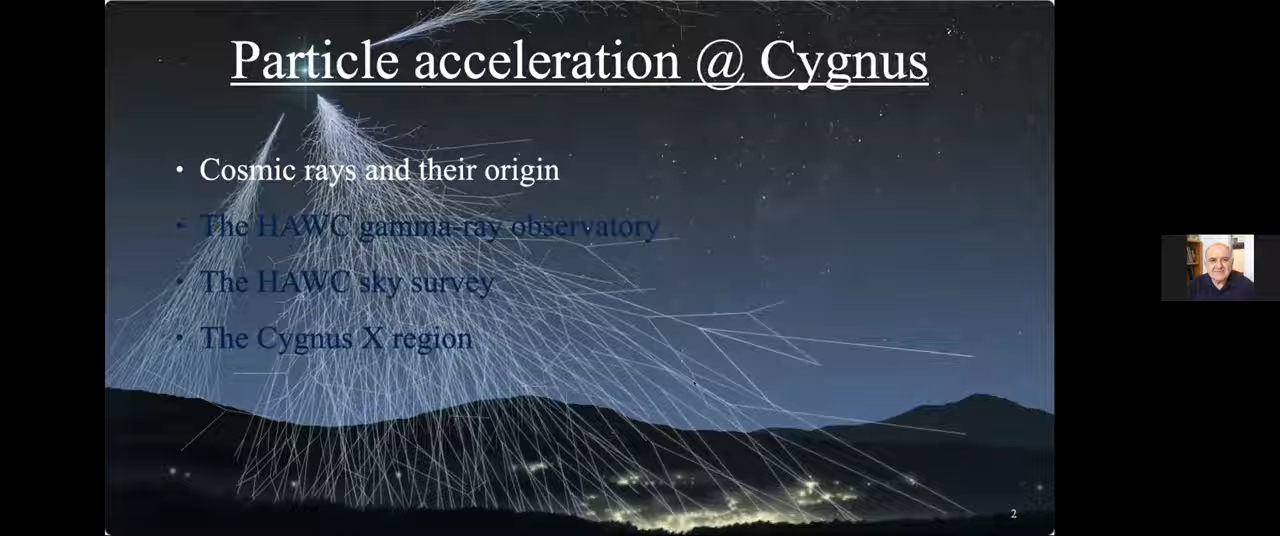 Particle acceleration @ Cygnus
• Cosmic rays and their origin
• The HAWC gamma-ray observatory
• The HAWC sky survey
• The Cygnus X region
2